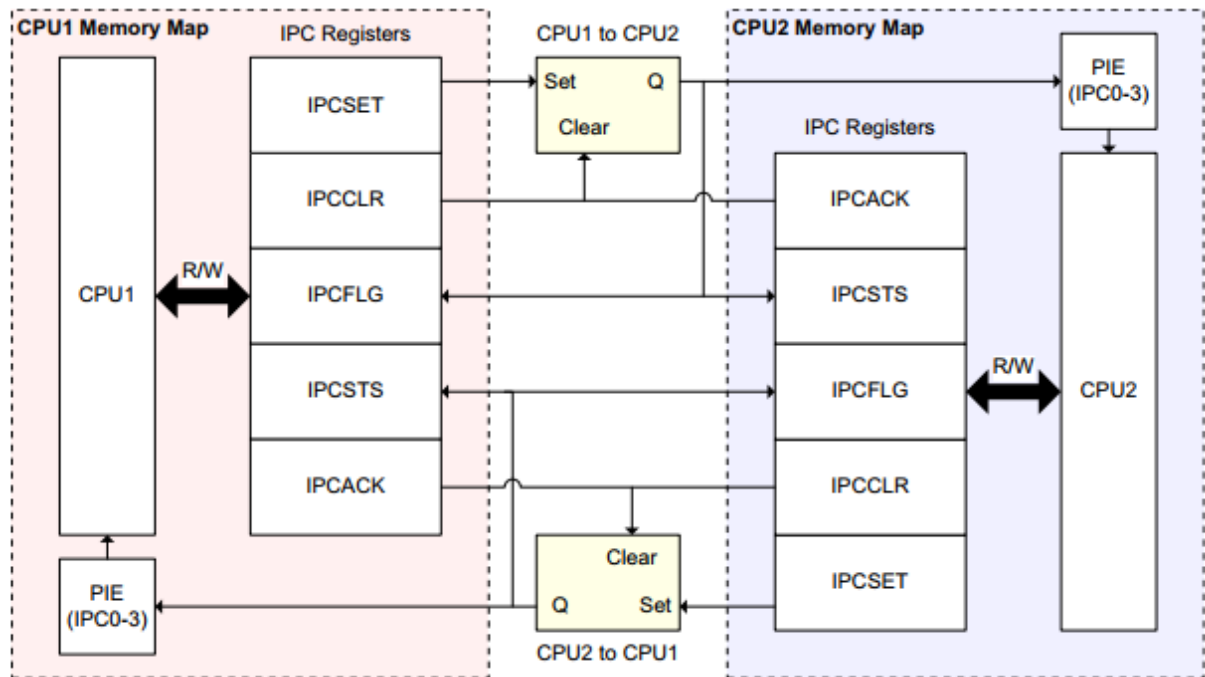 CPU1 Memory Map
IPC Registers
CPU1
R/W
IPCSET
IPCCLR
IPCFLG
IPCSTS
IPCACK
PIE
(IPC0-3)
CPU1 to CPU2
Set
Q
Clear
Clear
Q
Set
CPU2 to CPU1
CPU2 Memory Map
PIE
(IPC0-3)
IPC Registers
IPCACK
IPCSTS
IPCFLG
IPCCLR
IPCSET
R/W
CPU2